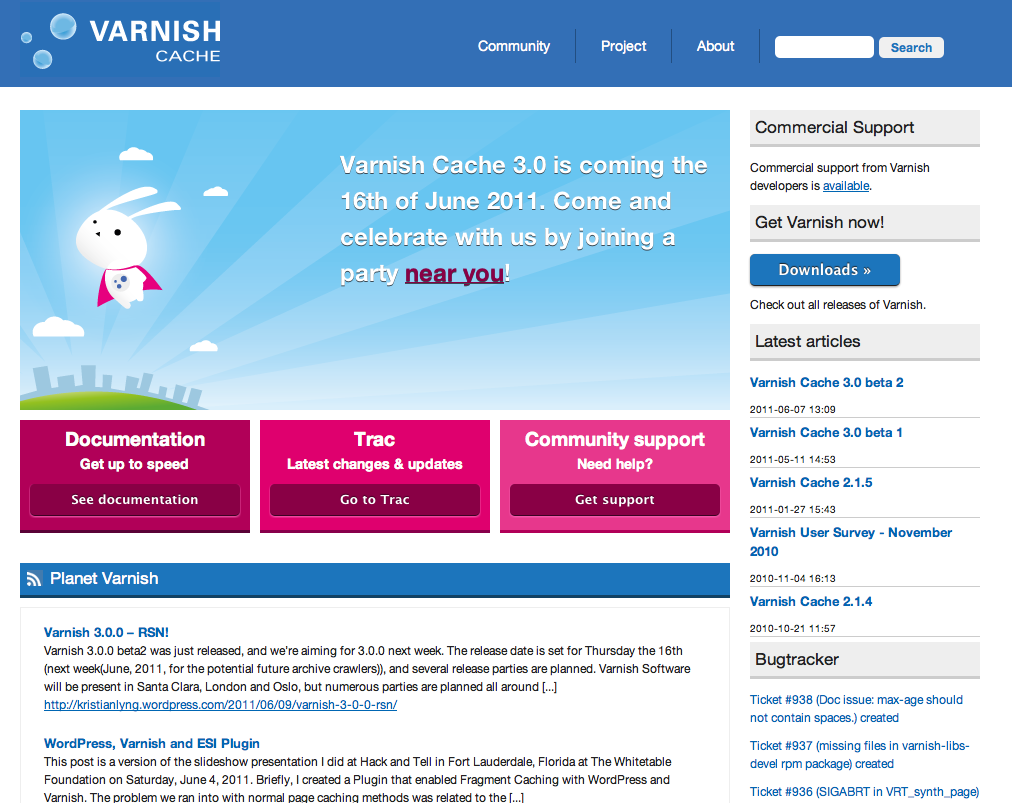 VARNISH
CACHE
Community
Project
About
Search
Varnish Cache 3.0 is coming the
16th of June 2011. Come and
celebrate with us by joining a
party near you!
Documentation
Get up to speed
See documentation
Trac
Latest changes & updates
Go to Trac
Community support
Need help?
Get support
Planet Varnish
Varnish 3.0.0 – RSN!
Varnish 3.0.0 beta2 was just released, and we're aiming for 3.0.0 next week. The release date is set for Thursday the 16th
(next week(June, 2011, for the potential future archive crawlers)), and several release parties are planned. Varnish Software
will be present in Santa Clara, London and Oslo, but numerous parties are planned all around [...]
http://kristianlyng.wordpress.com/2011/06/09/varnish-3-0-0-rsn/
WordPress, Varnish and ESI Plugin
This post is a version of the slideshow presentation I did at Hack and Tell in Fort Lauderdale, Florida at The Whitetable
Foundation on Saturday, June 4, 2011. Briefly, I created a Plugin that enabled Fragment Caching with WordPress and
Varnish. The problem we ran into with normal page caching methods was related to the [...]
Commercial Support
Commercial support from Varnish
developers is available.
Get Varnish now!
Downloads »
Check out all releases of Varnish.
Latest articles
Varnish Cache 3.0 beta 2
2011-06-07 13:09
Varnish Cache 3.0 beta 1
2011-05-11 14:53
Varnish Cache 2.1.5
2011-01-27 15:43
Varnish User Survey - November
2010
2010-11-04 16:13
Varnish Cache 2.1.4
2010-10-21 11:57
Bugtracker
Ticket #938 (Doc issue: max-age should
not contain spaces.) created
Ticket #937 (missing files in varnish-libs-
devel rpm package) created
Ticket #936 (SIGABRT in VRT_synth_page)